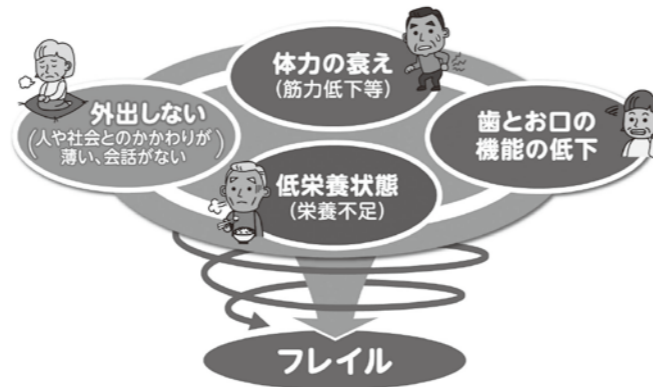 体力の衰え
(筋力低下等)
外出しない
(人や社会とのかかわりが
薄い、会話がない)
歯とお口の
機能の低下
低栄養状態
(栄養不足)
フレイル